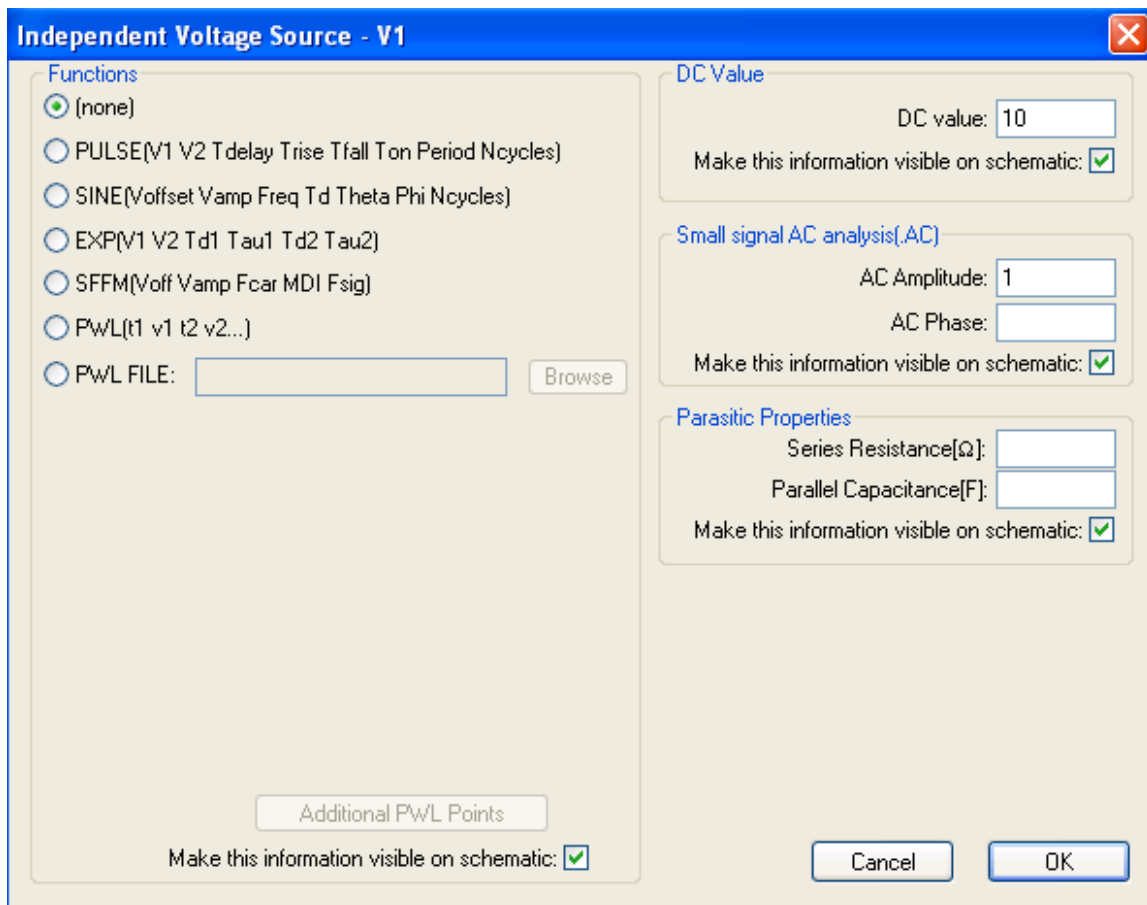 Independent Voltage Source - V1
Functions
(none)
PULSE(V1 V2 Tdelay Trise Tfall Ton Period Ncycles)
SINE(Voffset Vamp Freq Td Theta Phi Ncycles)
EXP(V1 V2 Td1 Tau1 Td2 Tau2)
SFFM(Voff Vamp Fcar MDI Fsig)
PWL(t1 v1 t2 v2...)
PWL FILE: Browse
Additional PWL Points
Make this information visible on schematic:
DC Value
DC value: 10
Make this information visible on schematic:
Small signal AC analysis(.AC)
AC Amplitude: 1
AC Phase:
Make this information visible on schematic:
Parasitic Properties
Series Resistance[Ω]:
Parallel Capacitance[F]:
Make this information visible on schematic:
Cancel OK